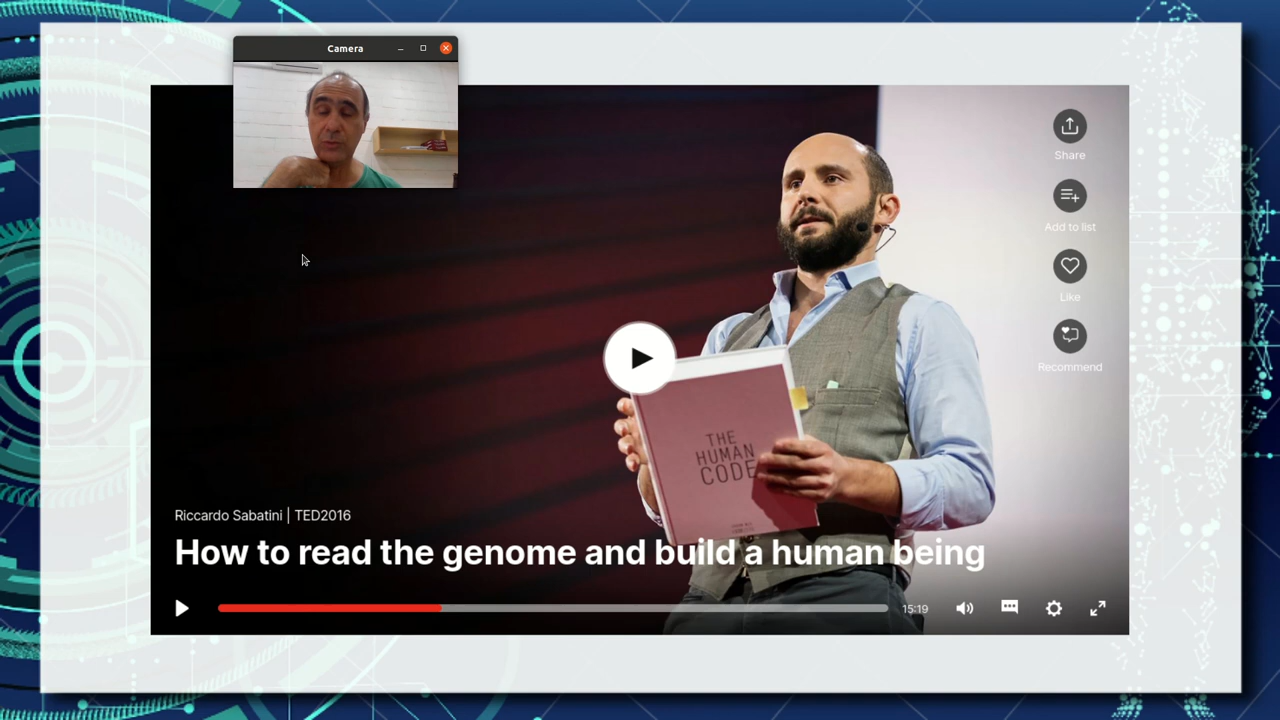 Camera
Share
Add to list
Like
Recommend
THE
HUMAN
CODE
Riccardo Sabatini | TED2016
How to read the genome and build a human being
15:19